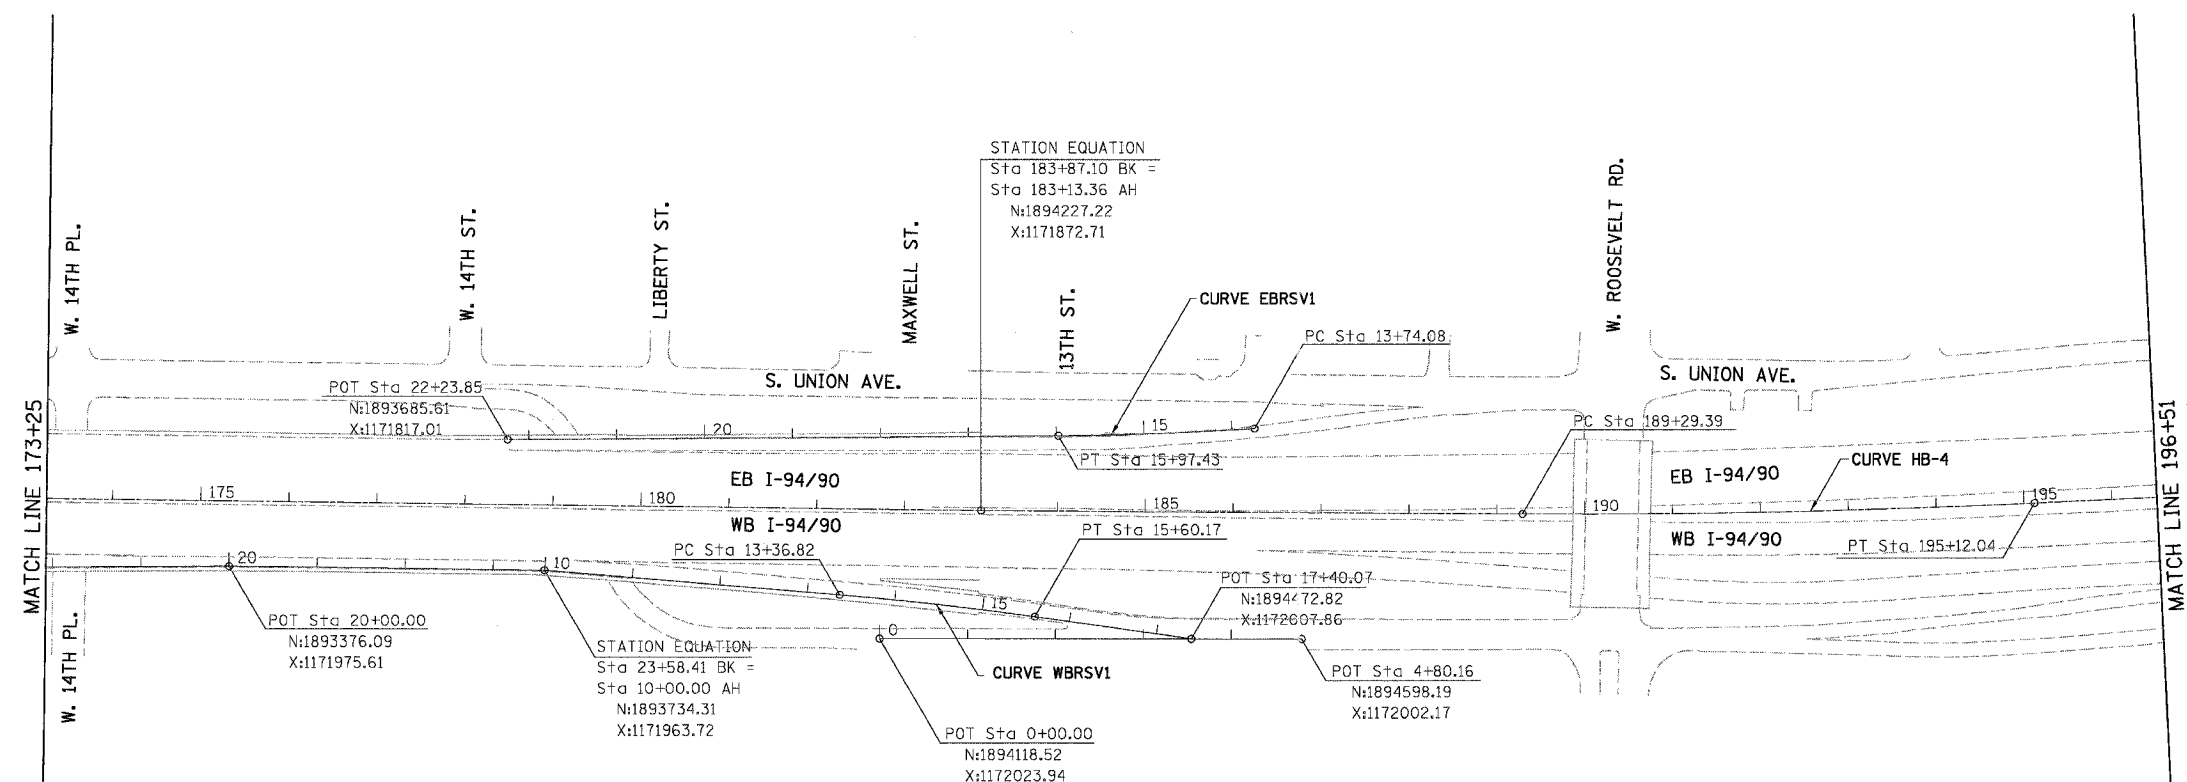 STATION EQUATION
Sta 183+87.10 BK =
Sta 183+13.36 AH
N:1894227.22
X:1171872.71
W. 14TH PL.
W. 14TH ST.
LIBERTY ST.
MAXWELL ST.
13TH ST.
W. ROOSEVELT RD.
CURVE EBRSV1
PC Sta 13+74.08
S. UNION AVE.
S. UNION AVE.
POT Sta 22+23.85
N:1893685.61
X:1171817.01
20
15
PT Sta 15+97.43
PC Sta 189+29.39
MATCH LINE 173+25
MATCH LINE 196+51
EB I-94/90
EB I-94/90
CURVE HB-4
175
180
185
190
195
WB I-94/90
WB I-94/90
PT Sta 195+12.04
PT Sta 15+60.17
PC Sta 13+36.82
20
10
15
0
POT Sta 17+40.07
N:1894472.82
X:1172007.86
POT Sta 20+00.00
N:1893376.09
X:1171975.61
W. 14TH PL.
STATION EQUATION
Sta 23+58.41 BK =
Sta 10+00.00 AH
N:1893734.31
X:1171963.72
CURVE WBRSV1
POT Sta 4+80.16
N:1894598.19
X:1172002.17
POT Sta 0+00.00
N:1894118.52
X:1172023.94